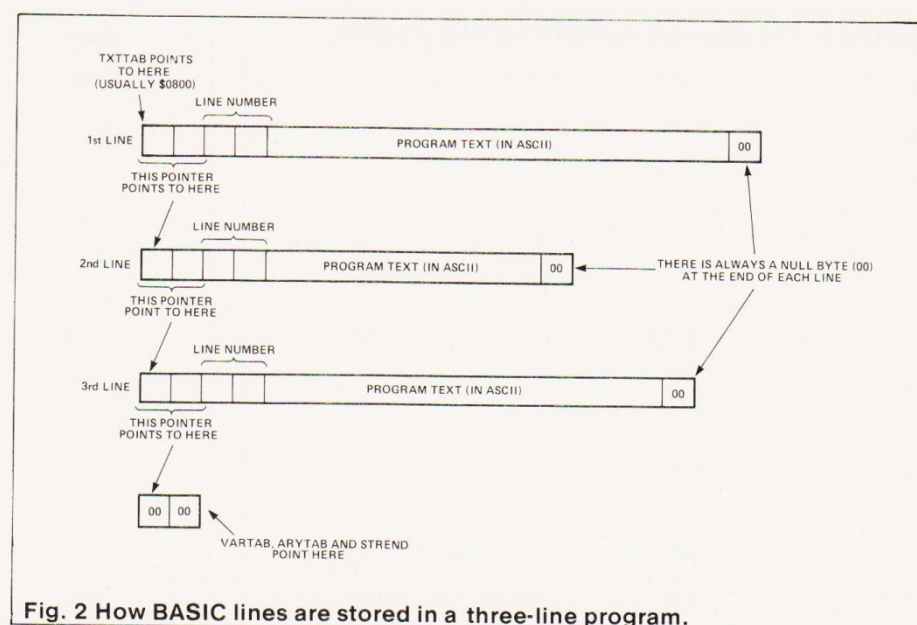 TXTTAB POINTS
TO HERE
(USUALLY $0800)
LINE NUMBER
1st LINE
PROGRAM TEXT (IN ASCII)
00
THIS POINTER
POINTS TO HERE
LINE NUMBER
2nd LINE
PROGRAM TEXT (IN ASCII)
00
THERE IS ALWAYS A NULL BYTE (00)
AT THE END OF EACH LINE
THIS POINTER
POINT TO HERE
LINE NUMBER
3rd LINE
PROGRAM TEXT (IN ASCII)
00
THIS POINTER
POINTS TO HERE
00 00
VARTAB, ARYTAB AND STREND
POINT HERE
Fig. 2 How BASIC lines are stored in a three-line program.